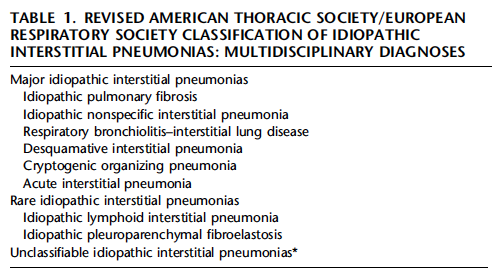 TABLE 1. REVISED AMERICAN THORACIC SOCIETY/EUROPEAN
RESPIRATORY SOCIETY CLASSIFICATION OF IDIOPATHIC
INTERSTITIAL PNEUMONIAS: MULTIDISCIPLINARY DIAGNOSES
Major idiopathic interstitial pneumonias
Idiopathic pulmonary fibrosis
Idiopathic nonspecific interstitial pneumonia
Respiratory bronchiolitis–interstitial lung disease
Desquamative interstitial pneumonia
Cryptogenic organizing pneumonia
Acute interstitial pneumonia
Rare idiopathic interstitial pneumonias
Idiopathic lymphoid interstitial pneumonia
Idiopathic pleuroparenchymal fibroelastosis
Unclassifiable idiopathic interstitial pneumonias*